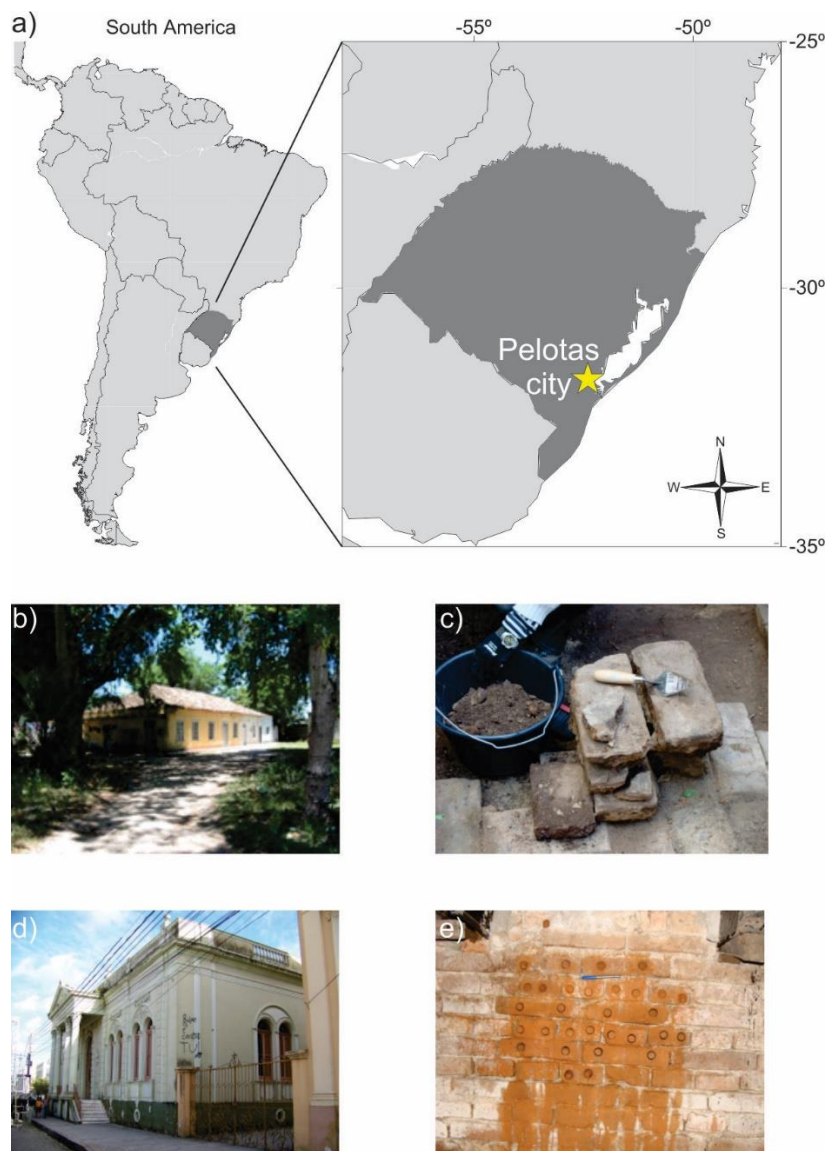 a)
South America
-55º
-50º
-25º
-30º
Pelotas
city
N
W
E
S
-35º
b)
c)
d)
e)